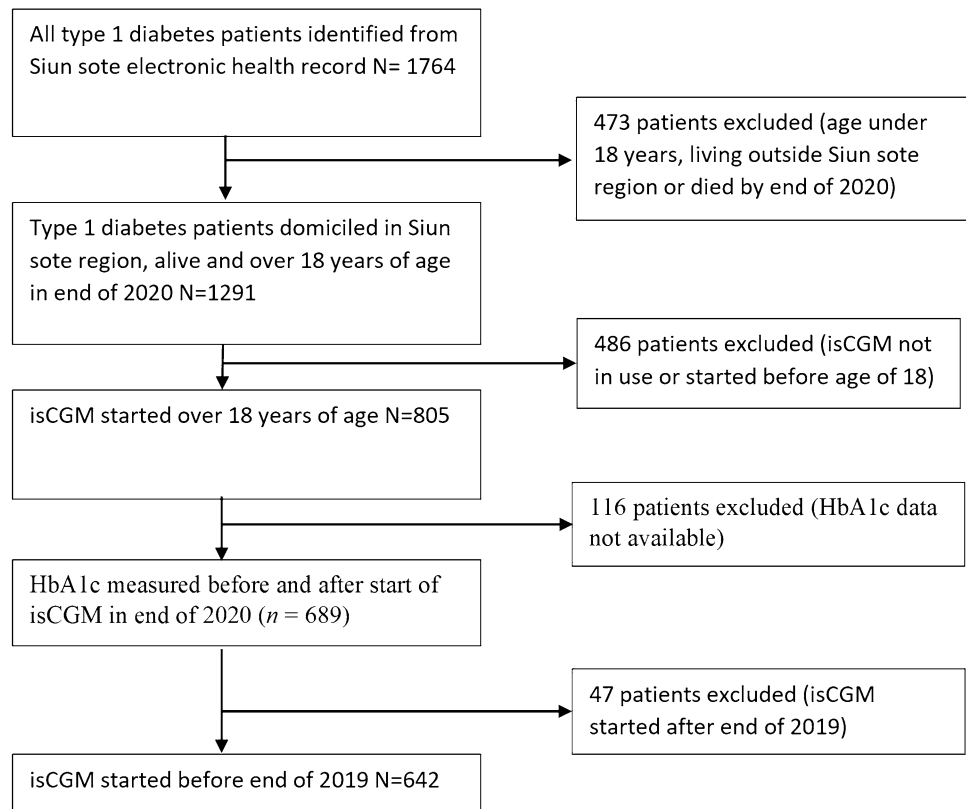 All type 1 diabetes patients identified from
Siun sote electronic health record N= 1764
473 patients excluded (age under
18 years, living outside Siun sote
region or died by end of 2020)
Type 1 diabetes patients domiciled in Siun
sote region, alive and over 18 years of age
in end of 2020 N=1291
486 patients excluded (isCGM not
in use or started before age of 18)
isCGM started over 18 years of age N=805
116 patients excluded (HbA1c data
not available)
HbA1c measured before and after start of
isCGM in end of 2020 (n = 689)
47 patients excluded (isCGM
started after end of 2019)
isCGM started before end of 2019 N=642